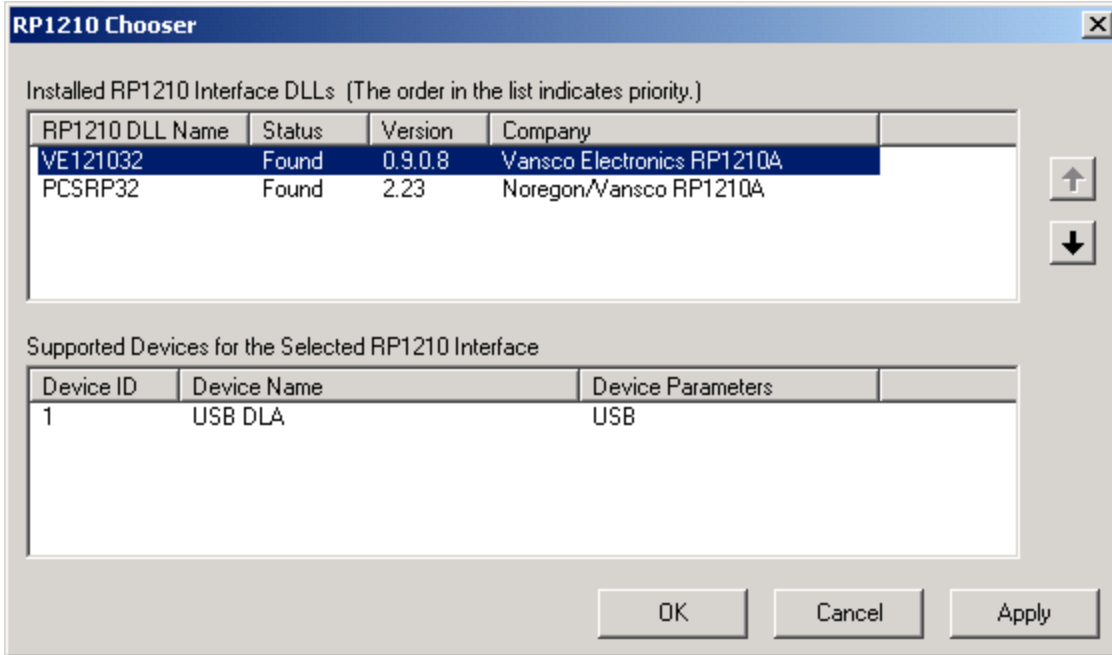 RP1210 Chooser
Installed RP1210 Interface DLLs (The order in the list indicates priority.)
RP1210 DLL Name Status Version Company
VE121032 Found 0.9.0.8 Vansco Electronics RP1210A
PCSRP32 Found 2.23 Noregon/Vansco RP1210A
Supported Devices for the Selected RP1210 Interface
Device ID Device Name Device Parameters
1 USB DLA USB
OK Cancel Apply